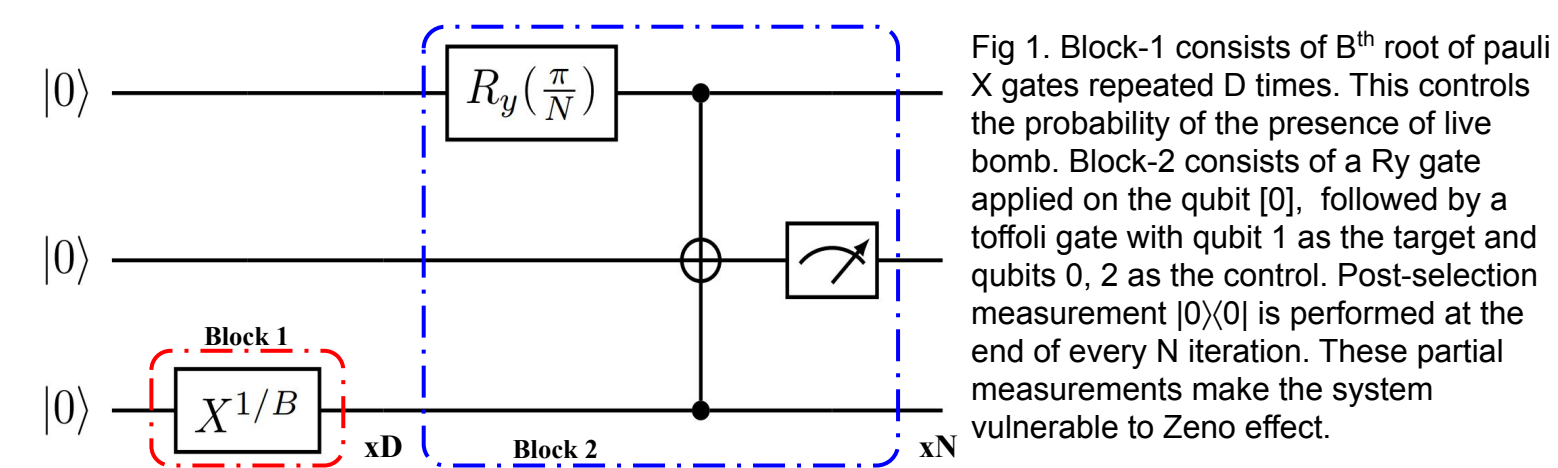 |0⟩
R_y(π/N)
|0⟩
Block 1
|0⟩
X^{1/B}
xD
Block 2
xN
Fig 1. Block-1 consists of Bᵗʰ root of pauli
X gates repeated D times. This controls
the probability of the presence of live
bomb. Block-2 consists of a Ry gate
applied on the qubit [0], followed by a
toffoli gate with qubit 1 as the target and
qubits 0, 2 as the control. Post-selection
measurement |0⟩⟨0| is performed at the
end of every N iteration. These partial
measurements make the system
vulnerable to Zeno effect.